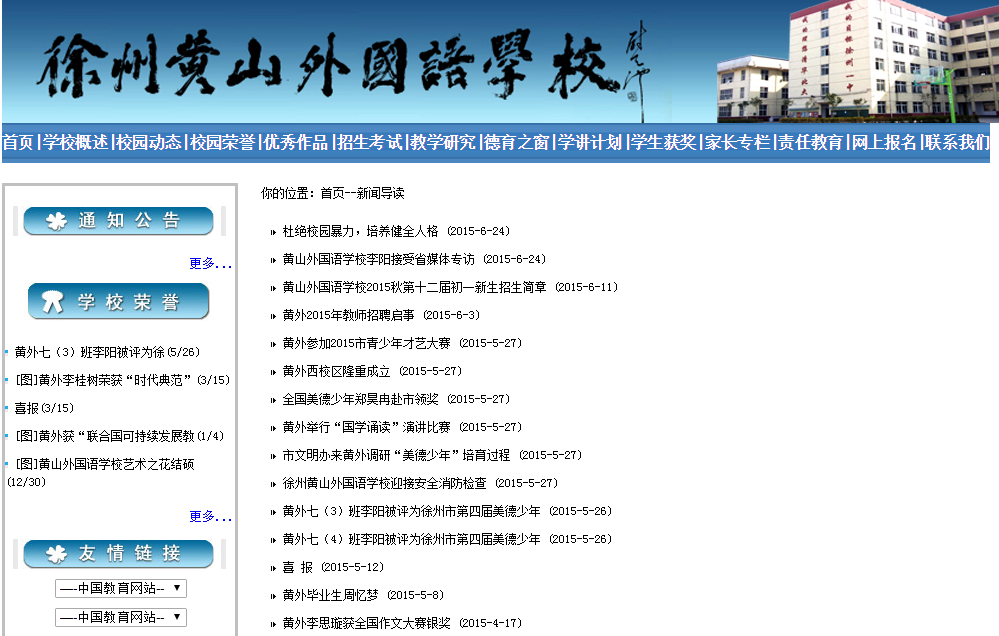 徐州黄山外國語學校
首页|学校概述|校园动态|校园荣誉|优秀作品|招生考试|教学研究|德育之窗|学讲计划|学生获奖|家长专栏|责任教育|网上报名|联系我们
通知公告
更多...
学校荣誉
黄外七（3）班李阳被评为徐(5/26)
[图]黄外李桂树荣获“时代典范”(3/15)
喜报(3/15)
[图]黄外获“联合国可持续发展教(1/4)
[图]黄山外国语学校艺术之花结硕
(12/30)
更多...
友情链接
—-中国教育网站--
—-中国教育网站--
你的位置：首页--新闻导读
杜绝校园暴力，培养健全人格 (2015-6-24)
黄山外国语学校李阳接受省媒体专访 (2015-6-24)
黄山外国语学校2015秋第十二届初一新生招生简章 (2015-6-11)
黄外2015年教师招聘启事 (2015-6-3)
黄外参加2015市青少年才艺大赛 (2015-5-27)
黄外西校区隆重成立 (2015-5-27)
全国美德少年郑昊冉赴市领奖 (2015-5-27)
黄外举行“国学诵读”演讲比赛 (2015-5-27)
市文明办来黄外调研“美德少年”培育过程 (2015-5-27)
徐州黄山外国语学校迎接安全消防检查 (2015-5-27)
黄外七（3）班李阳被评为徐州市第四届美德少年 (2015-5-26)
黄外七（4）班李阳被评为徐州市第四届美德少年 (2015-5-26)
喜 报 (2015-5-12)
黄外毕业生周忆梦 (2015-5-8)
黄外李思璇获全国作文大赛银奖 (2015-4-17)